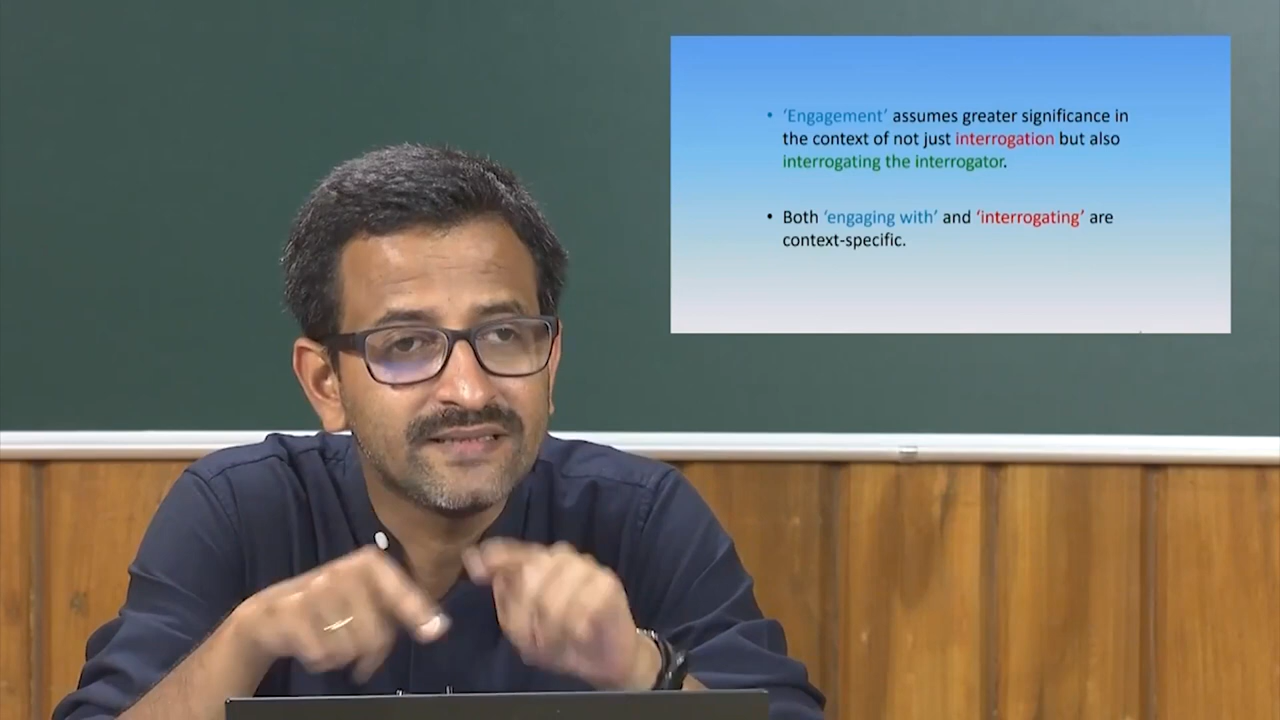 • ‘Engagement’ assumes greater significance in
the context of not just interrogation but also
interrogating the interrogator.
• Both ‘engaging with’ and ‘interrogating’ are
context-specific.